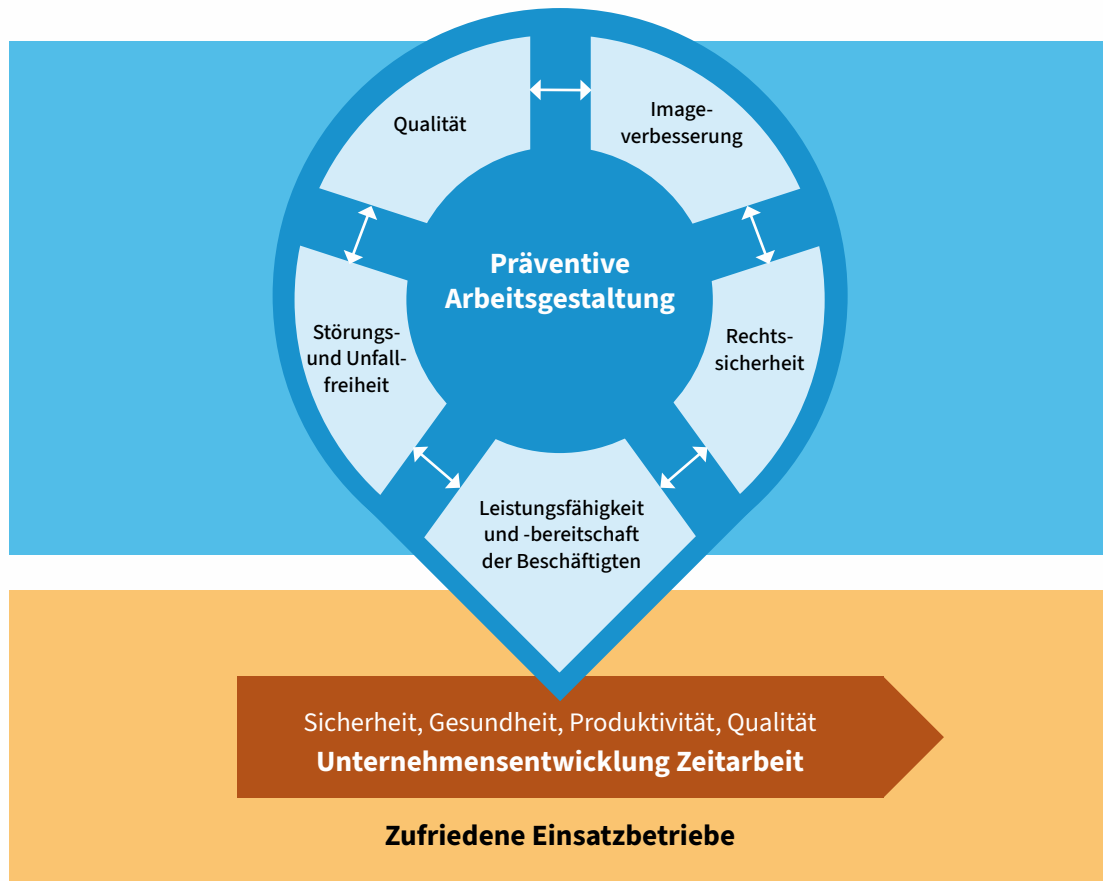 Qualität
Image-
verbesserung
Präventive
Arbeitsgestaltung
Störungs-
und Unfall-
freiheit
Rechts-
sicherheit
Leistungsfähigkeit
und -bereitschaft
der Beschäftigten
Sicherheit, Gesundheit, Produktivität, Qualität
Unternehmensentwicklung Zeitarbeit
Zufriedene Einsatzbetriebe